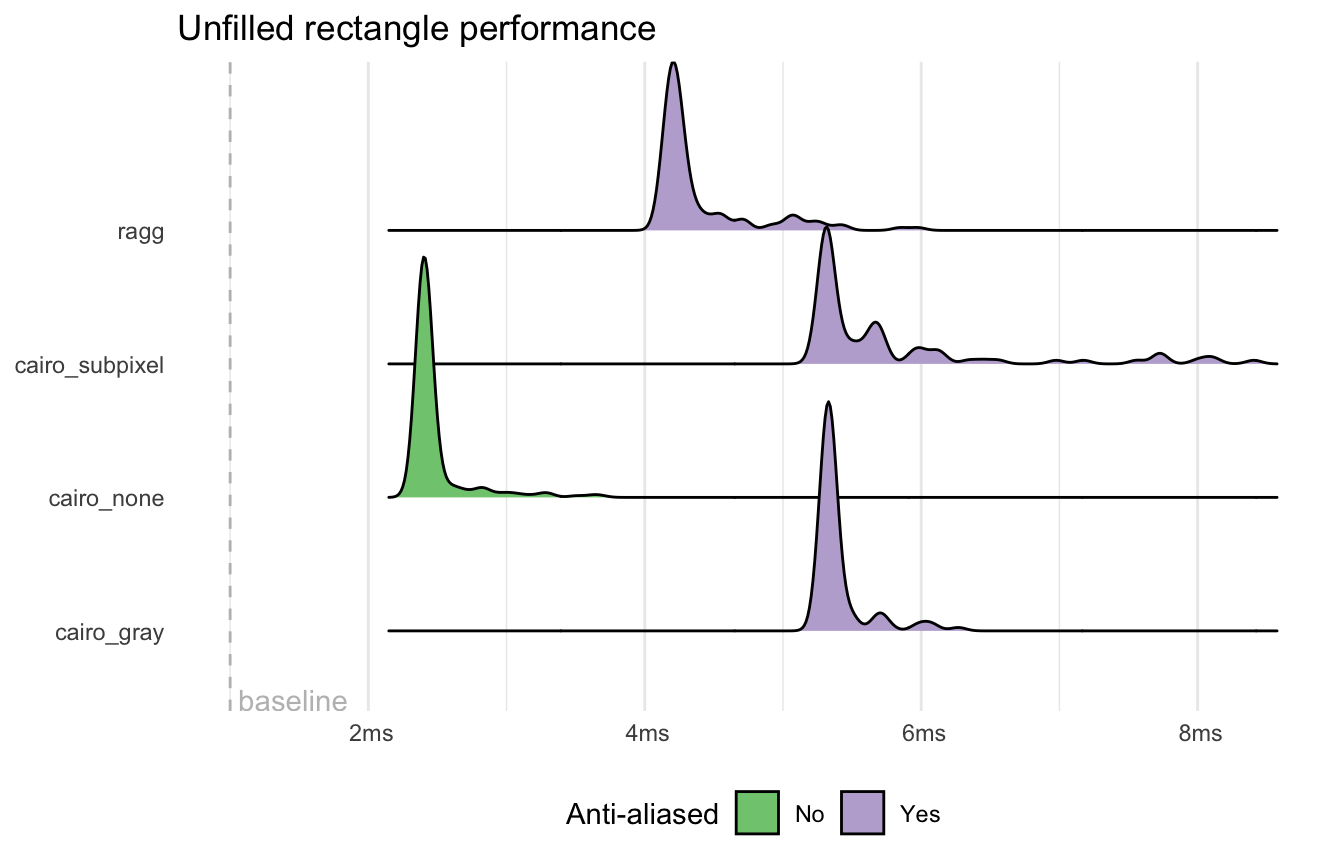 Unfilled rectangle performance
ragg
cairo_subpixel
cairo_none
cairo_gray
baseline
2ms 4ms 6ms 8ms
Anti-aliased No Yes